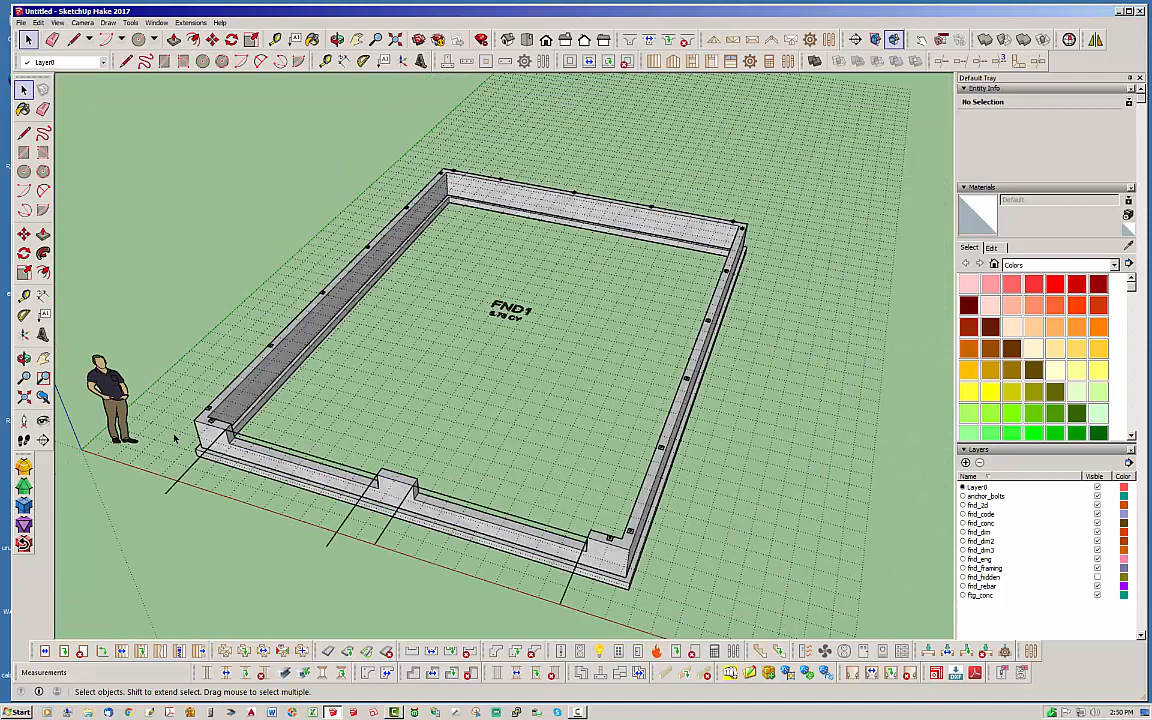 Untitled - SketchUp Make 2017
File Edit View Camera Draw Tools Window Extensions Help
Layer0
Default Tray
Entity Info
No Selection
Materials
Default
Select Edit
Colors
FND1
Layers
Name Visible Color
Layer0
anchor_bolts
fnd_2d
fnd_code
fnd_conc
fnd_dim
fnd_dim2
fnd_dim3
fnd_eng
fnd_framing
fnd_hidden
fnd_rebar
ftg_conc
Measurements
Select objects. Shift to extend select. Drag mouse to select multiple.
Start
2:50 PM